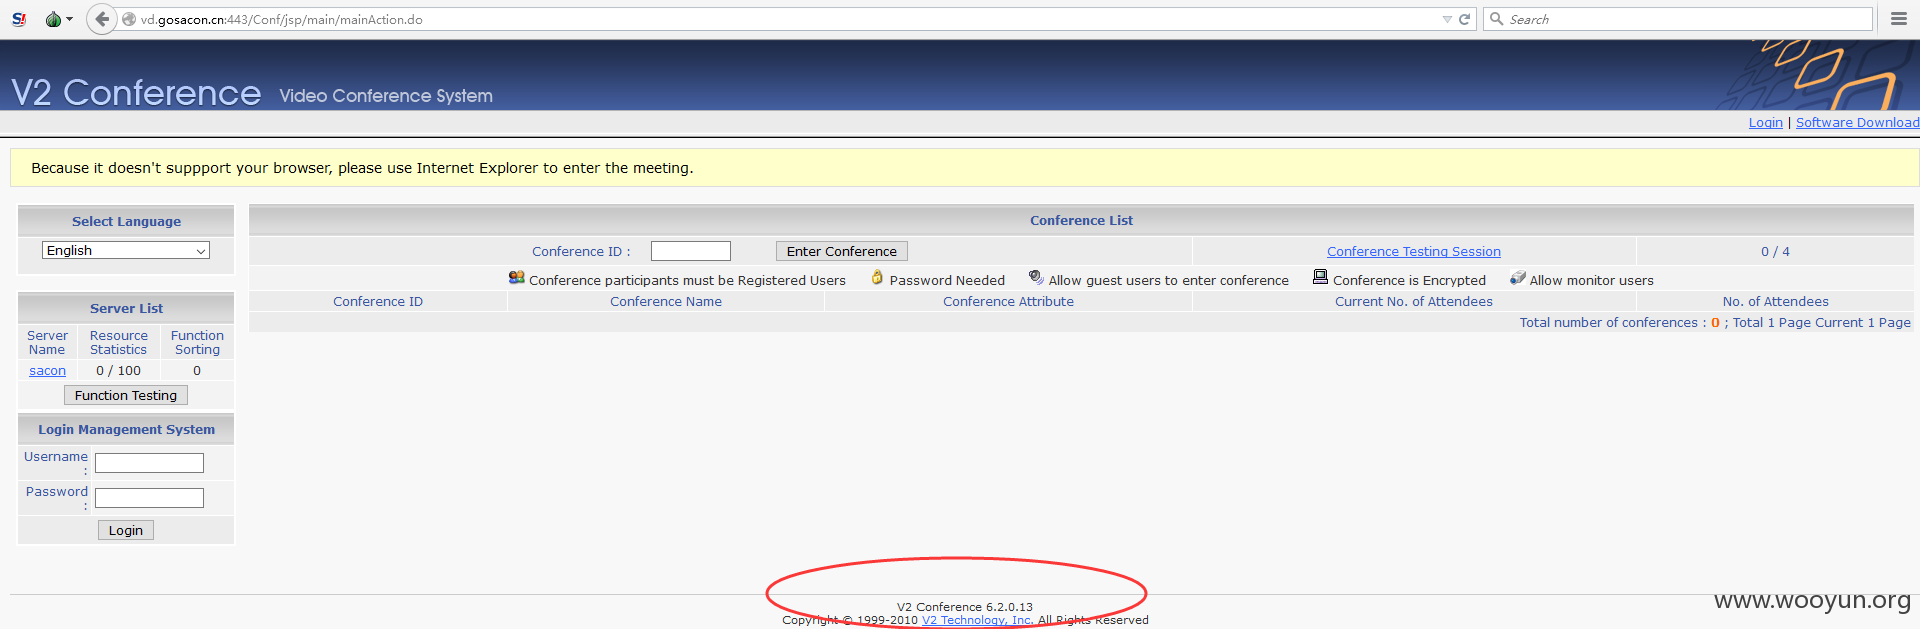 S!
vd.gosacon.cn:443/Conf/jsp/main/mainAction.do
Search
V2 Conference Video Conference System
Login | Software Download
Because it doesn't suppport your browser, please use Internet Explorer to enter the meeting.
Select Language
English
Server List
Server Name
Resource Statistics
Function Sorting
sacon 0 / 100 0
Function Testing
Login Management System
Username :
Password :
Login
Conference List
Conference ID : Enter Conference Conference Testing Session 0 / 4
Conference participants must be Registered Users Password Needed Allow guest users to enter conference Conference is Encrypted Allow monitor users
Conference ID Conference Name Conference Attribute Current No. of Attendees No. of Attendees
Total number of conferences : 0 ; Total 1 Page Current 1 Page
V2 Conference 6.2.0.13
Copyright © 1999-2010 V2 Technology, Inc. All Rights Reserved
www.wooyun.org